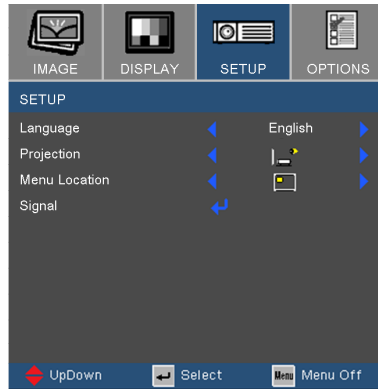 IMAGE DISPLAY SETUP OPTIONS
SETUP
Language English
Projection
Menu Location
Signal
UpDown Select Menu Menu Off